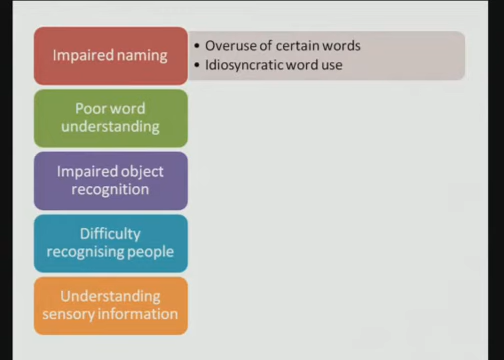 Impaired naming
• Overuse of certain words
• Idiosyncratic word use
Poor word
understanding
Impaired object
recognition
Difficulty
recognising people
Understanding
sensory information